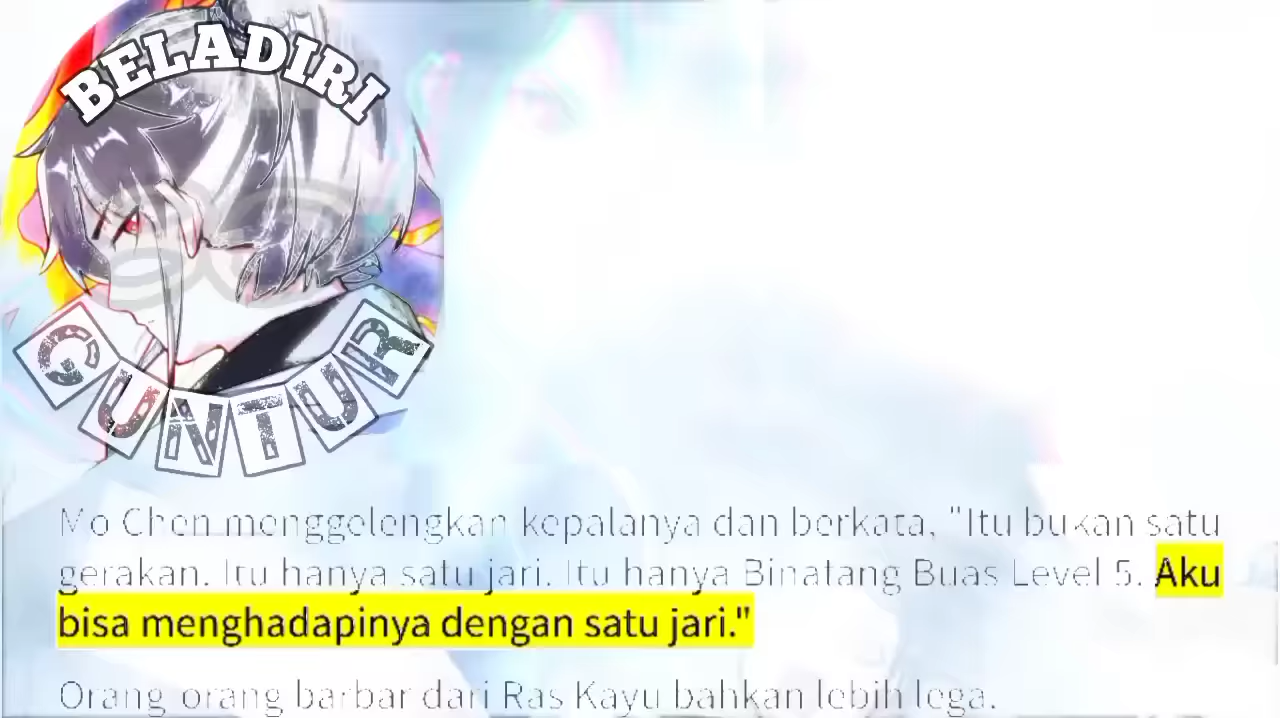 BELADIRI
GUNTUR
Mo Chen menggelengkan kepalanya dan berkata, "Itu bukan satu
gerakan. Itu hanya satu jari. Itu hanya Binatang Buas Level 5. Aku
bisa menghadapinya dengan satu jari."
Orang-orang barbar dari Ras Kayu bahkan lebih lega.